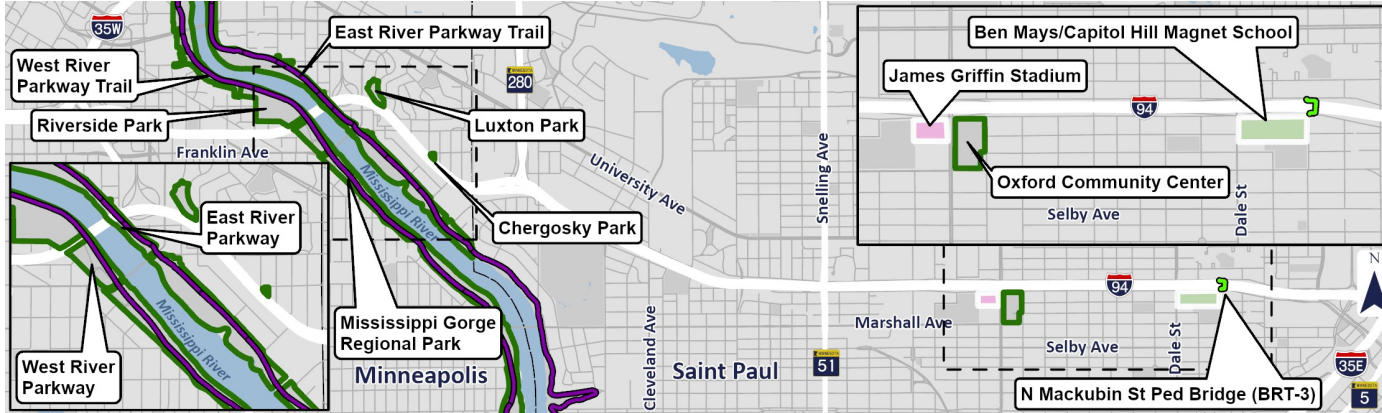 35W
East River Parkway Trail
West River
Parkway Trail
Riverside Park
Franklin Ave
MINNESOTA
280
Luxton Park
University Ave
Mississippi River
Chergosky Park
Mississippi Gorge
Regional Park
Minneapolis
East River
Parkway
West River
Parkway
Mississippi River
Cleveland Ave
Saint Paul
Snelling Ave
MINNESOTA
51
Ben Mays/Capitol Hill Magnet School
James Griffin Stadium
94
Oxford Community Center
Selby Ave
Dale St
94
Marshall Ave
Selby Ave
Dale St
N Mackubin St Ped Bridge (BRT-3)
N
35E
MINNESOTA
5